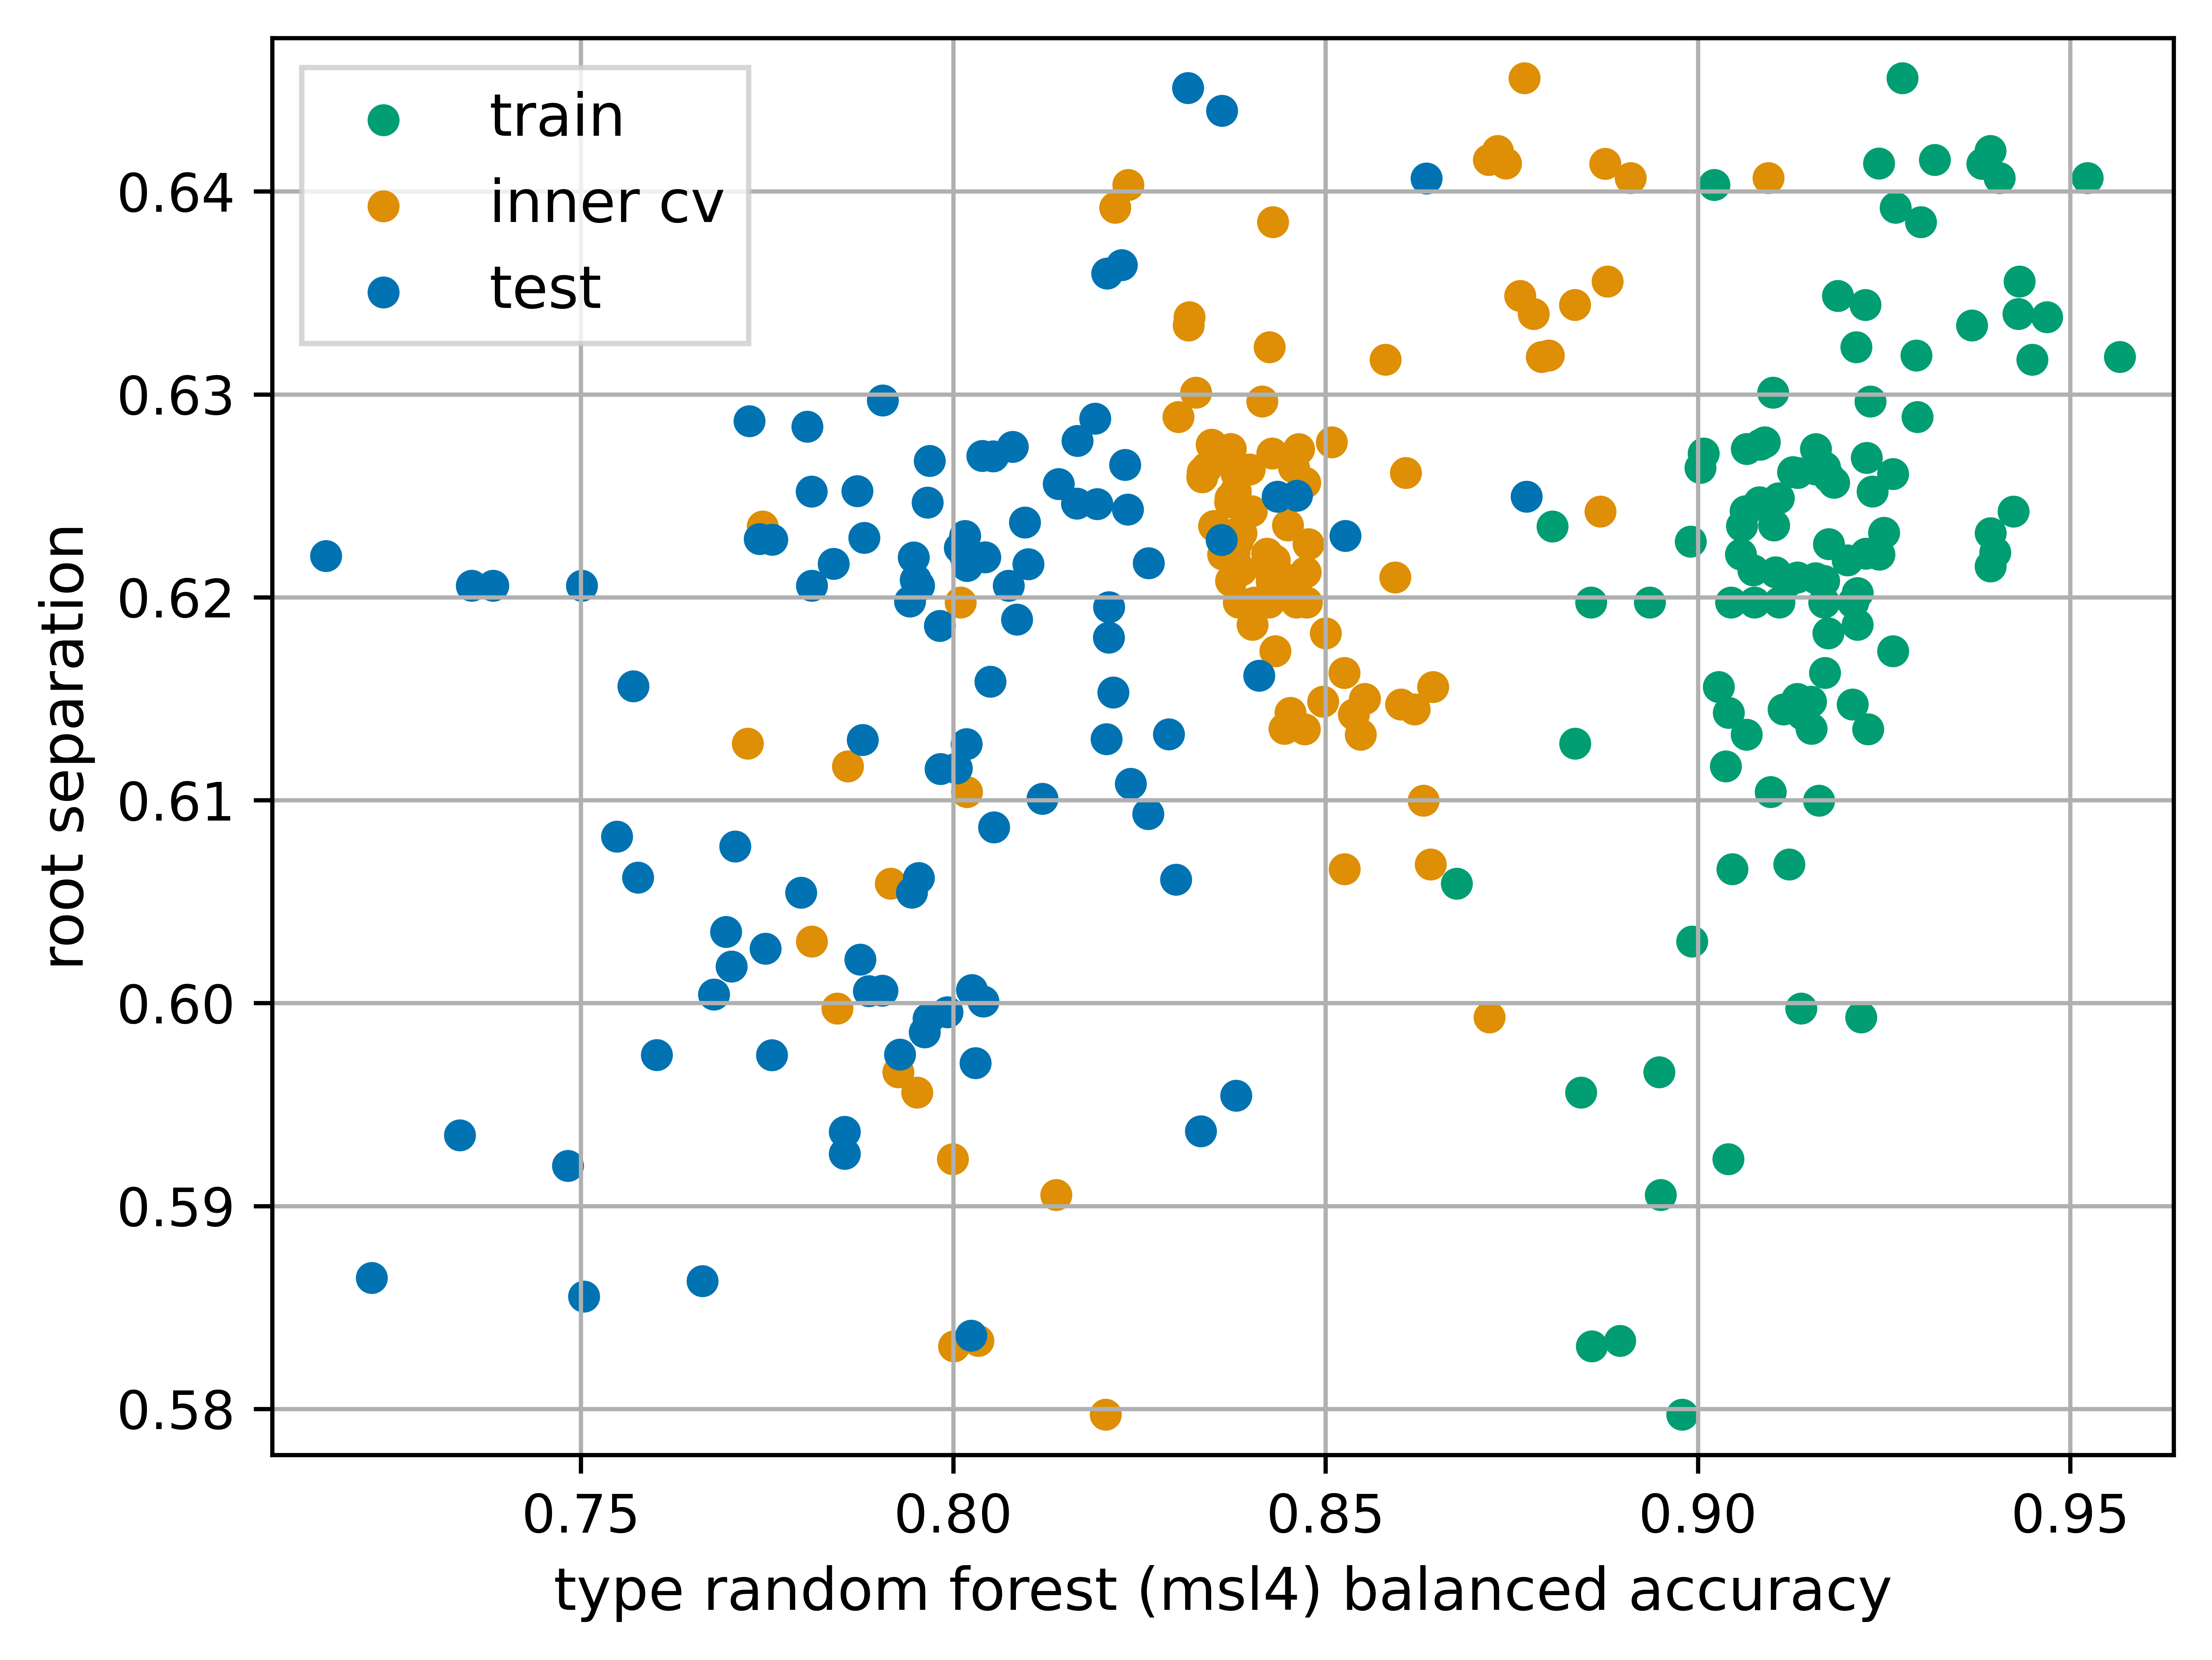 train
inner cv
test
0.64
0.63
0.62
0.61
0.60
0.59
0.58
root separation
0.75 0.80 0.85 0.90 0.95
type random forest (msl4) balanced accuracy